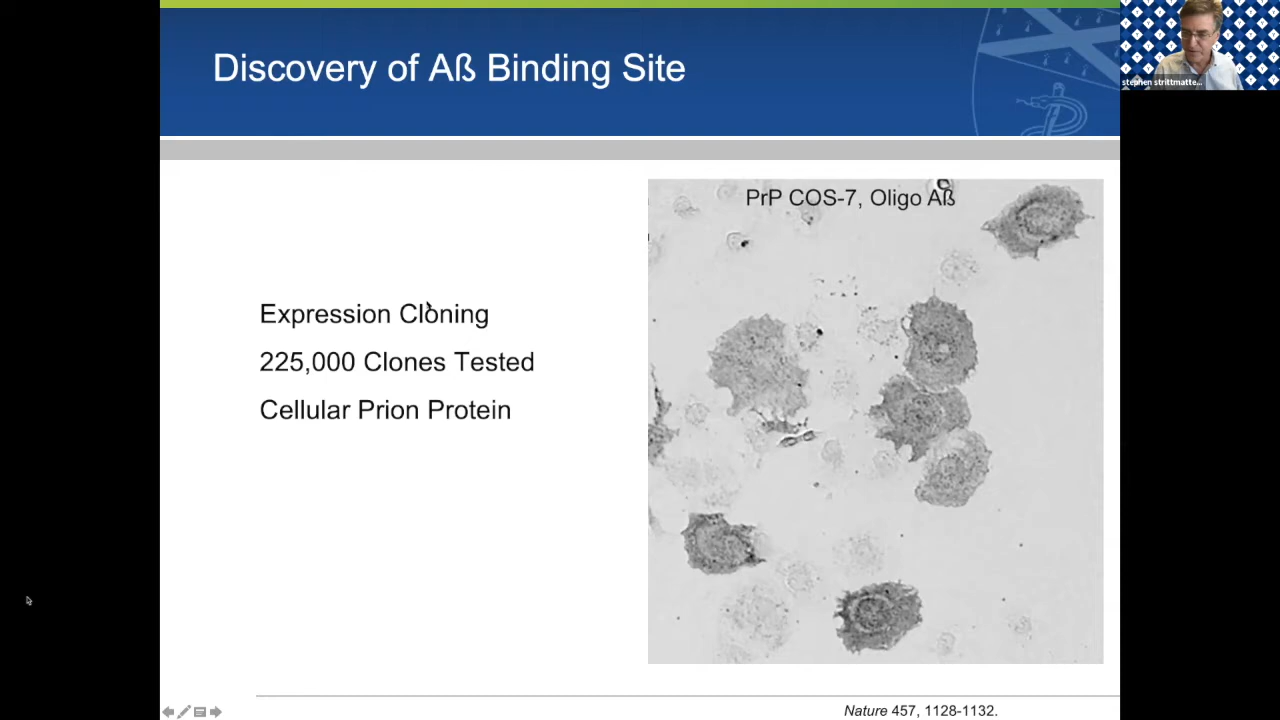 Discovery of Aß Binding Site
stephen strittmatte...
PrP COS-7, Oligo Aß
Expression Cloning
225,000 Clones Tested
Cellular Prion Protein
Nature 457, 1128-1132.